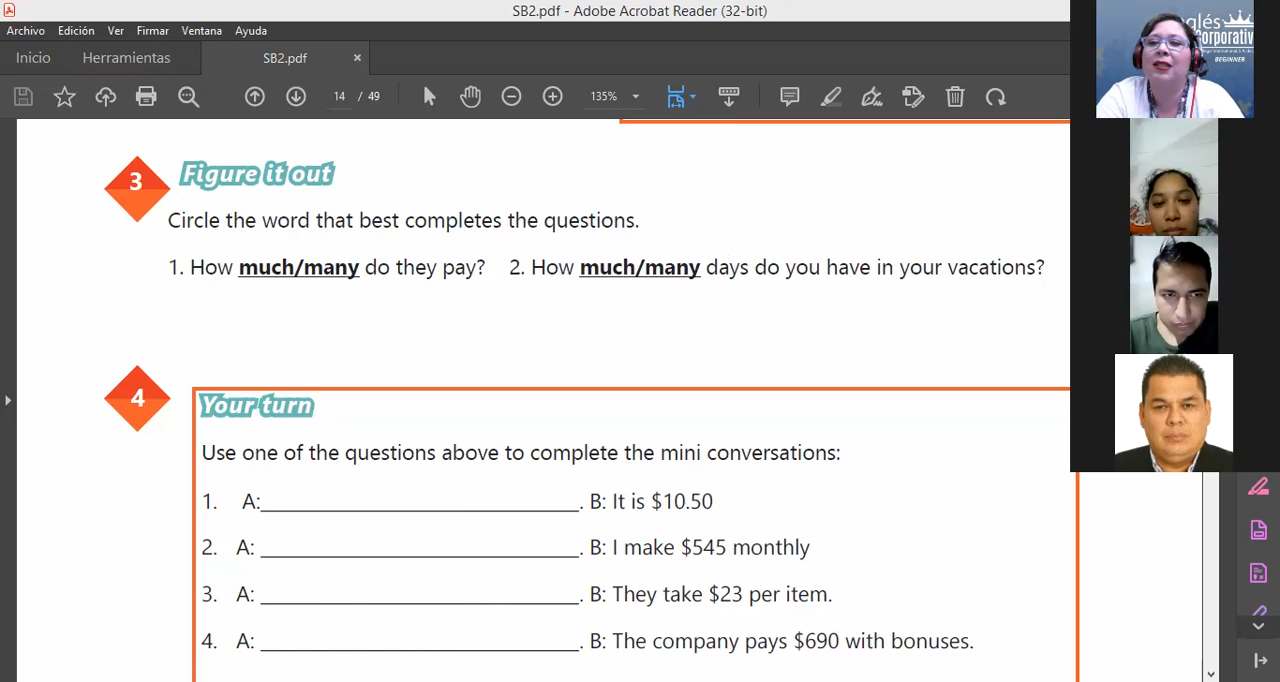 SB2.pdf - Adobe Acrobat Reader (32-bit)
Archivo Edición Ver Firmar Ventana Ayuda
Inicio Herramientas SB2.pdf ×
14 / 49 135%
BEGINNER
3 Figure it out
Circle the word that best completes the questions.
1. How much/many do they pay? 2. How much/many days do you have in your vacations?
4 Your turn
Use one of the questions above to complete the mini conversations:
1. A:______________________________. B: It is $10.50
2. A: ______________________________. B: I make $545 monthly
3. A: ______________________________. B: They take $23 per item.
4. A: ______________________________. B: The company pays $690 with bonuses.